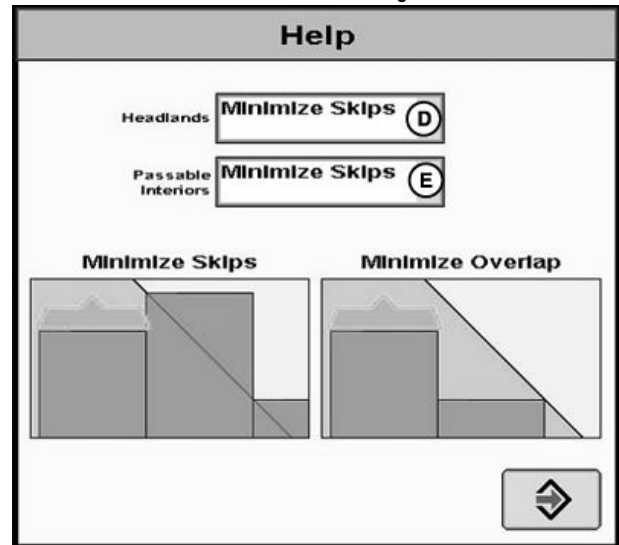 Help
Headlands
Minimize Skips
D
Passable
Interiors
Minimize Skips
E
Minimize Skips
Minimize Overlap